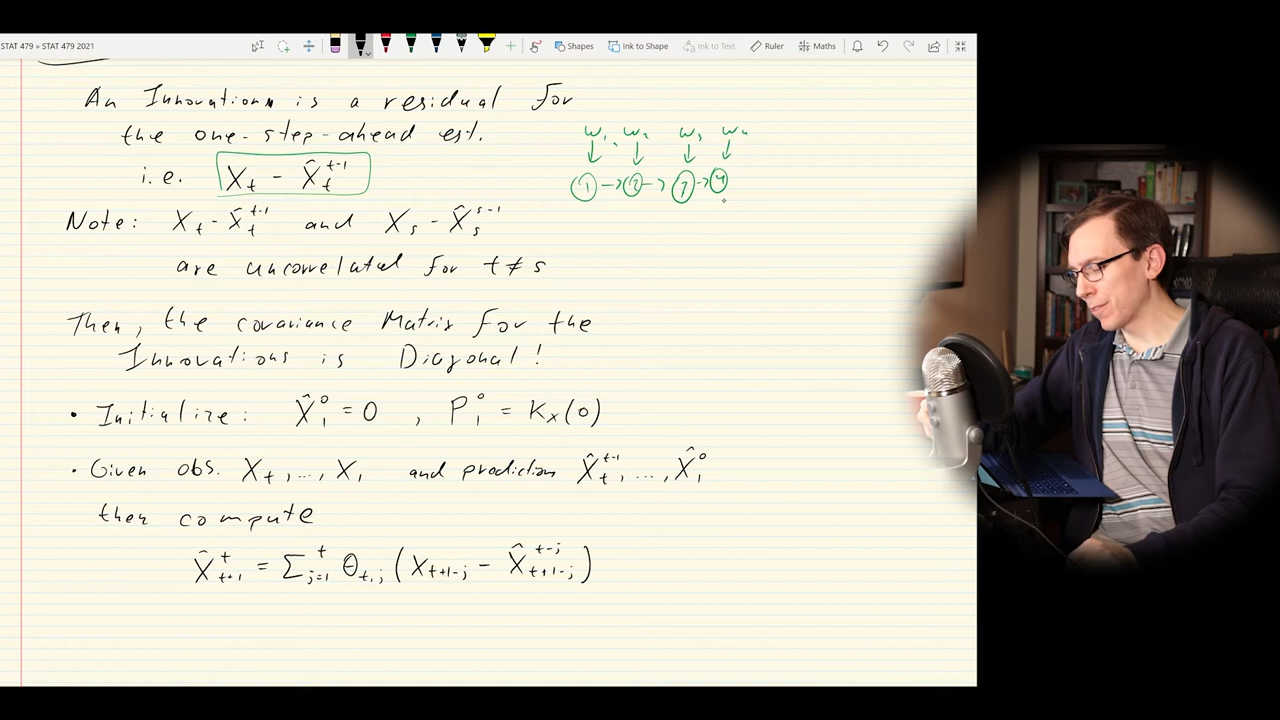 STAT 479 » STAT 479 2021
Shapes Ink to Shape Ink to Text Ruler Maths
An Innovation is a residual for
the one-step-ahead est.
i.e. X_t - X̂_t^{t-1}
w_1 w_2 w_3 w_4
1 → 2 → 3 → 4
Note: X_t - X̂_t^{t-1} and X_s - X̂_s^{s-1}
are uncorrelated for t ≠ s
Then, the covariance Matrix for the
Innovations is Diagonal!
• Initialize: X̂_1^0 = 0 , P_1^0 = K_X(0)
• Given obs. X_t, ..., X_1 and prediction X̂_t^{t-1}, ..., X̂_1^0
then compute
X̂_{t+1}^t = Σ_{j=1}^t θ_{t,j} (X_{t+1-j} - X̂_{t+1-j}^{t-j})